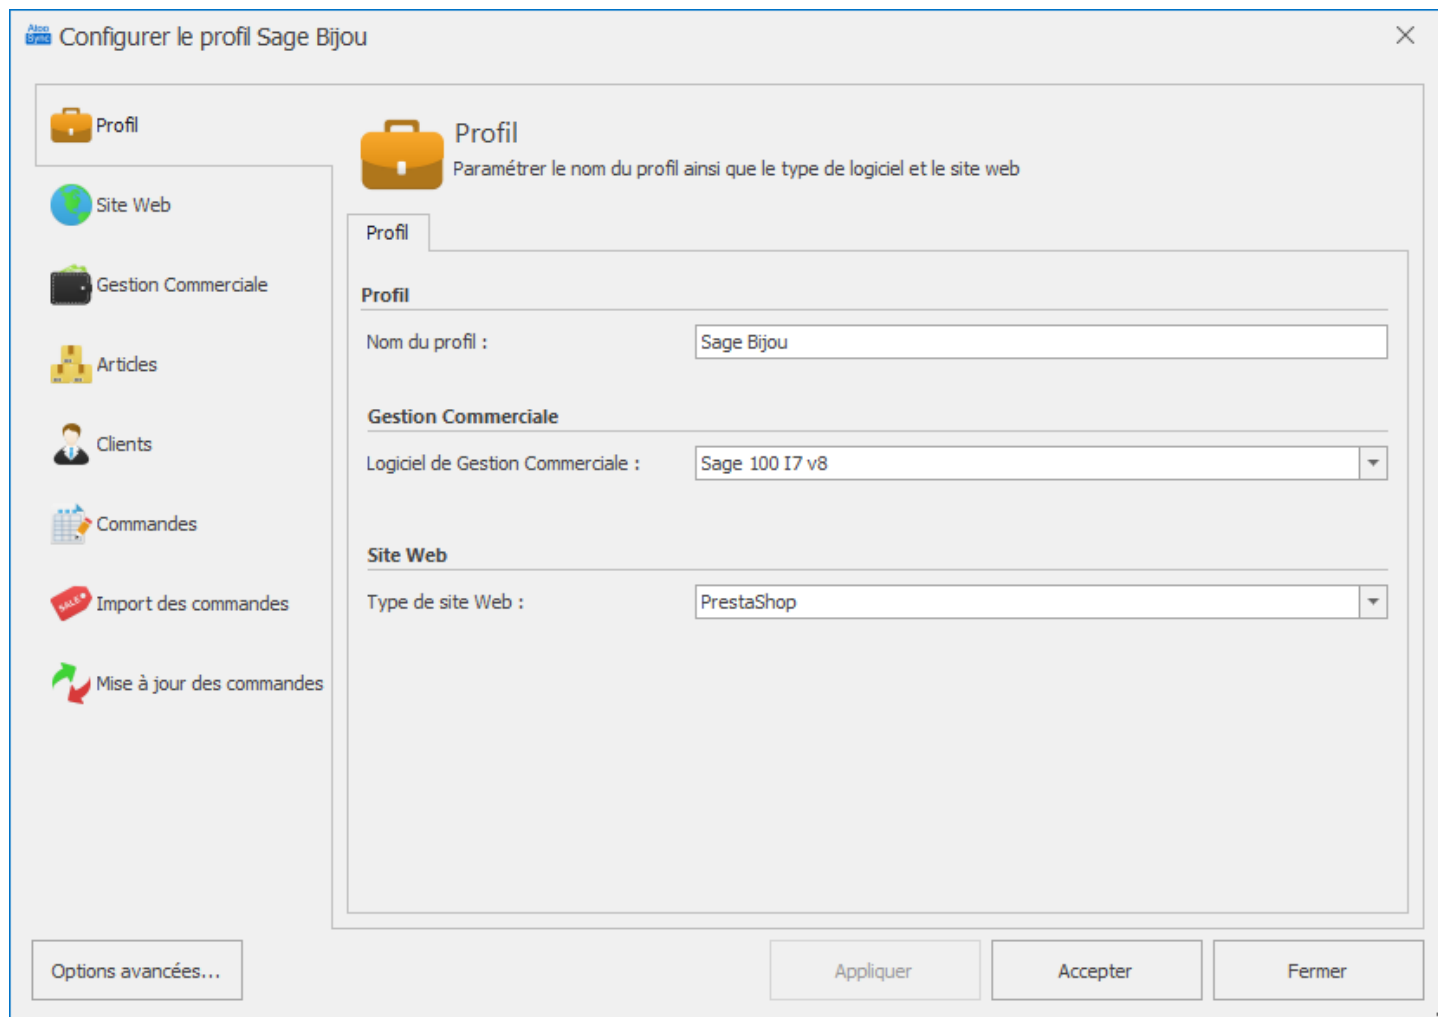 Atoo
Sync
Configurer le profil Sage Bijou
Profil
Site Web
Gestion Commerciale
Articles
Clients
Commandes
SALE
Import des commandes
Mise à jour des commandes
Profil
Paramétrer le nom du profil ainsi que le type de logiciel et le site web
Profil
Profil
Nom du profil :
Sage Bijou
Gestion Commerciale
Logiciel de Gestion Commerciale :
Sage 100 I7 v8
Site Web
Type de site Web :
PrestaShop
Options avancées...
Appliquer
Accepter
Fermer